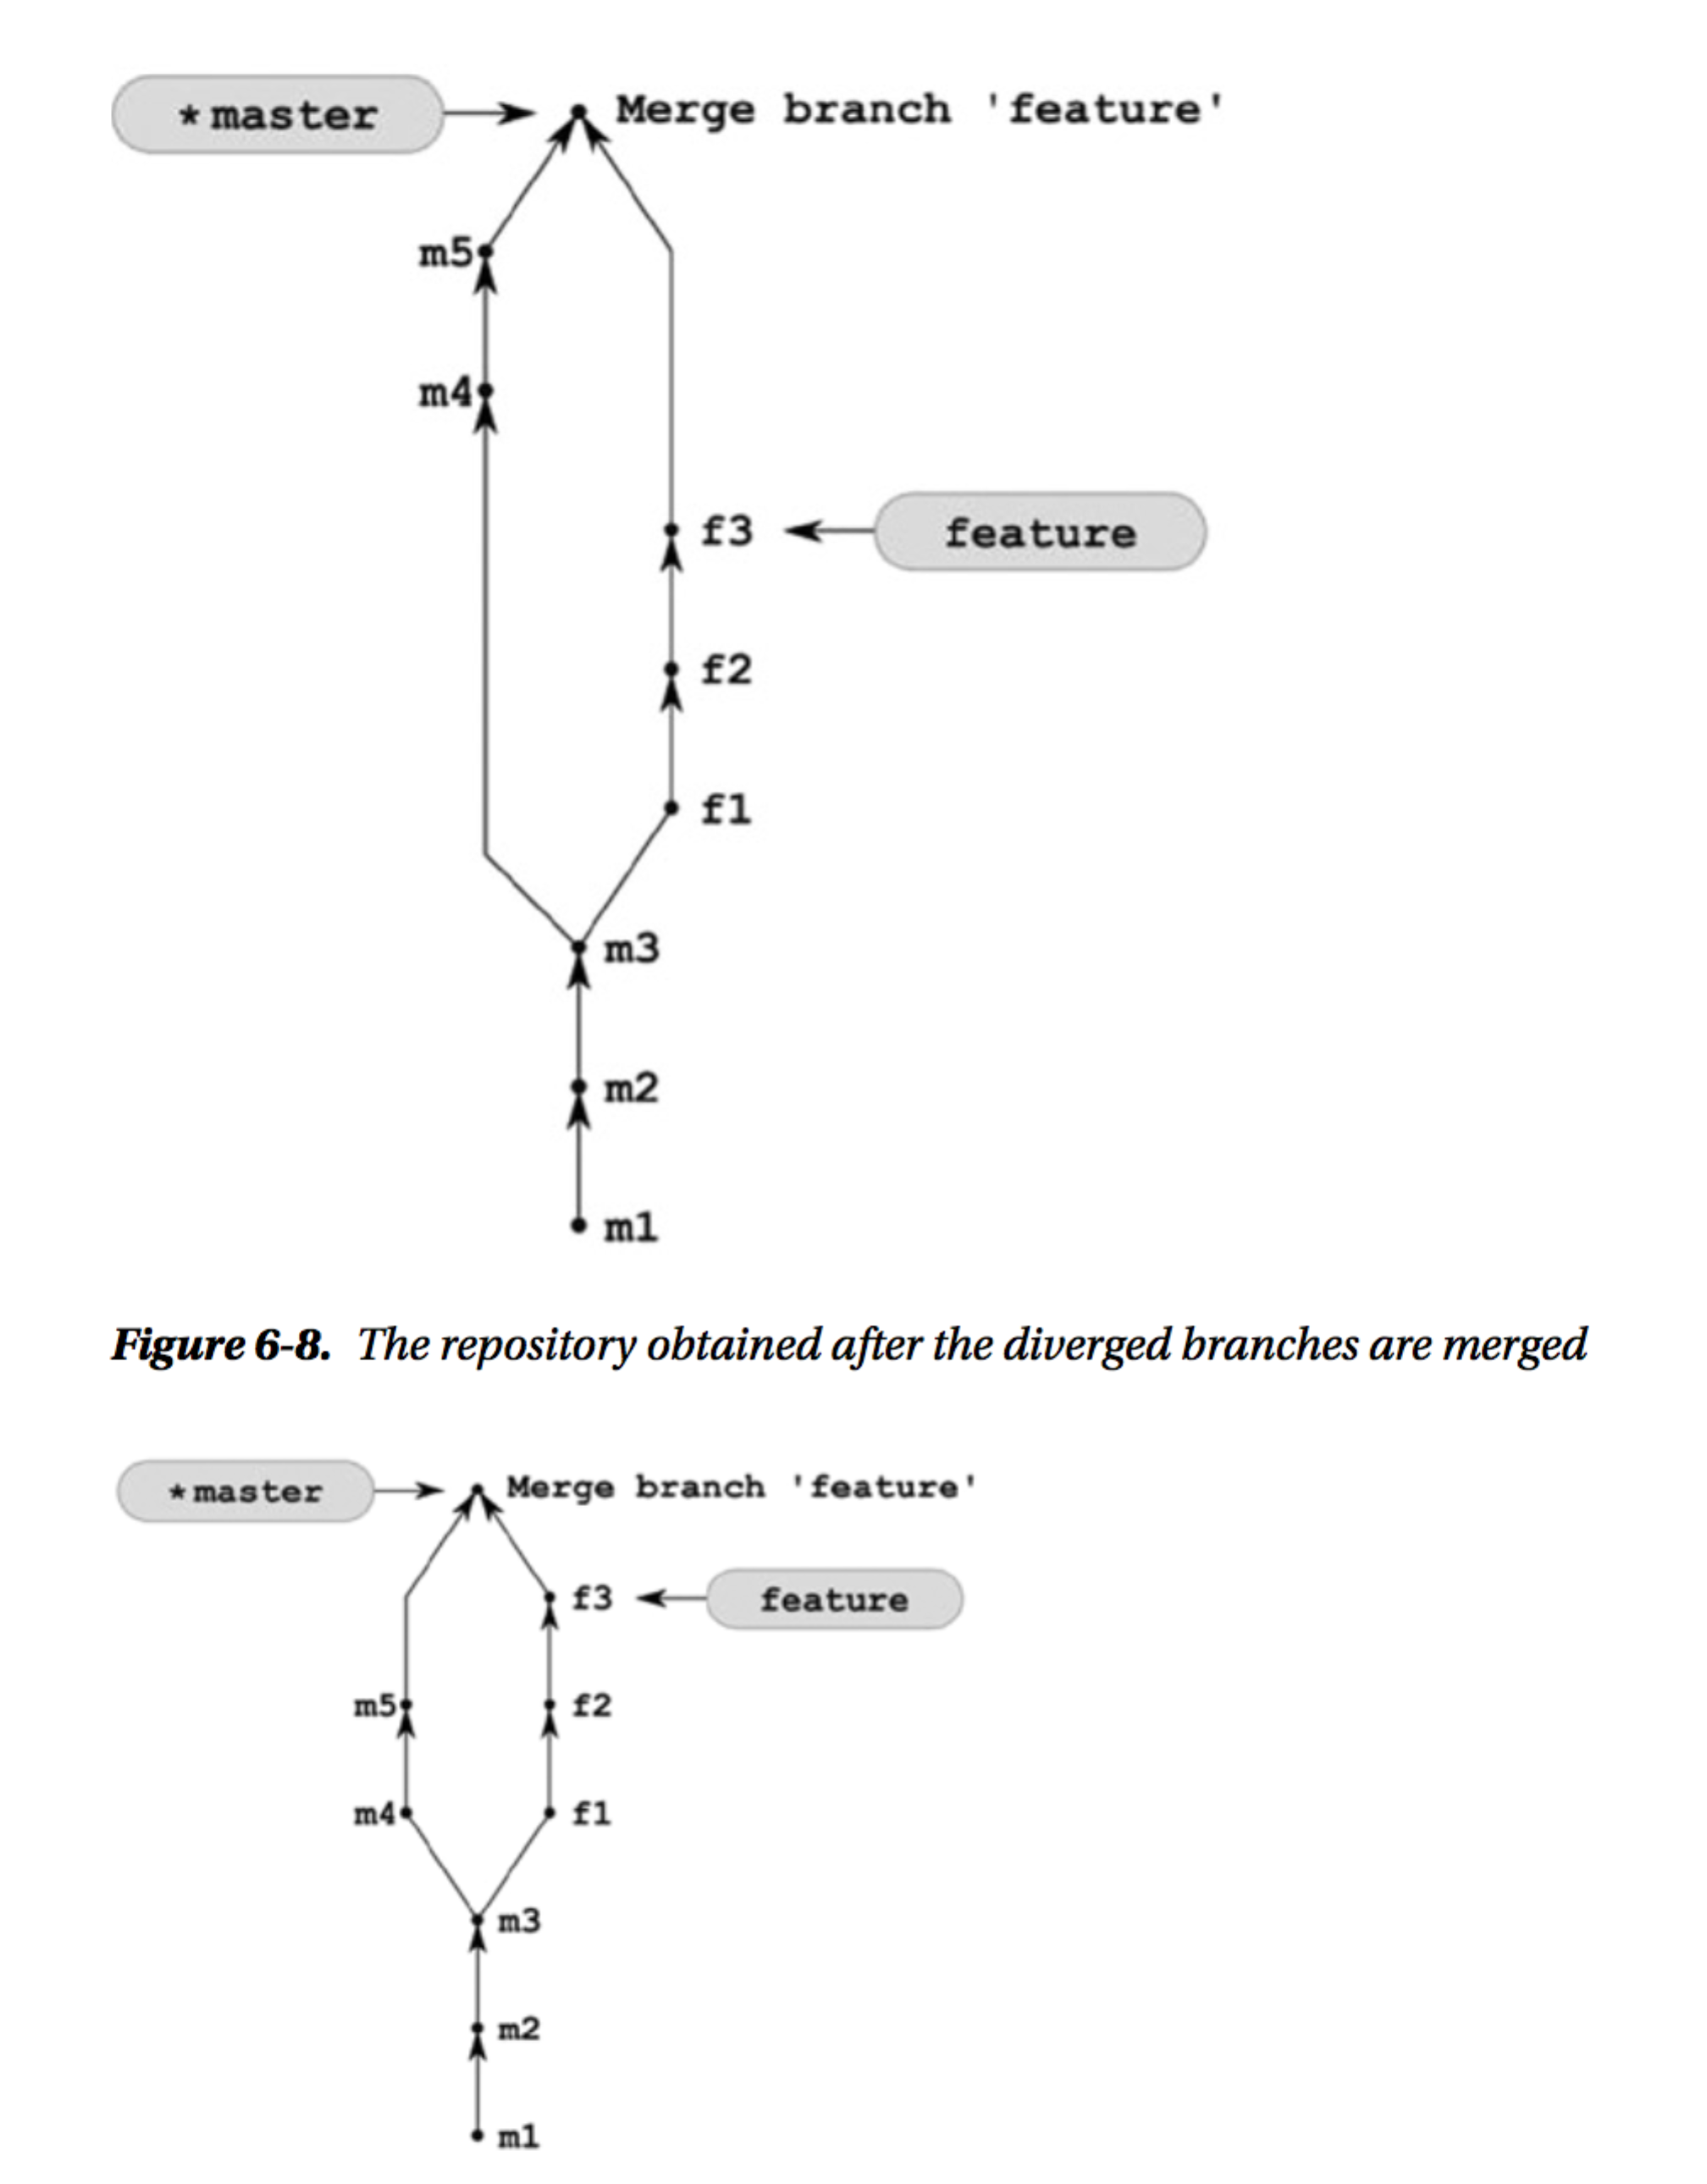 * master
Merge branch 'feature'
m5
m4
f3
feature
f2
f1
m3
m2
m1
Figure 6-8. The repository obtained after the diverged branches are merged
* master
Merge branch 'feature'
f3
feature
m5
f2
m4
f1
m3
m2
m1